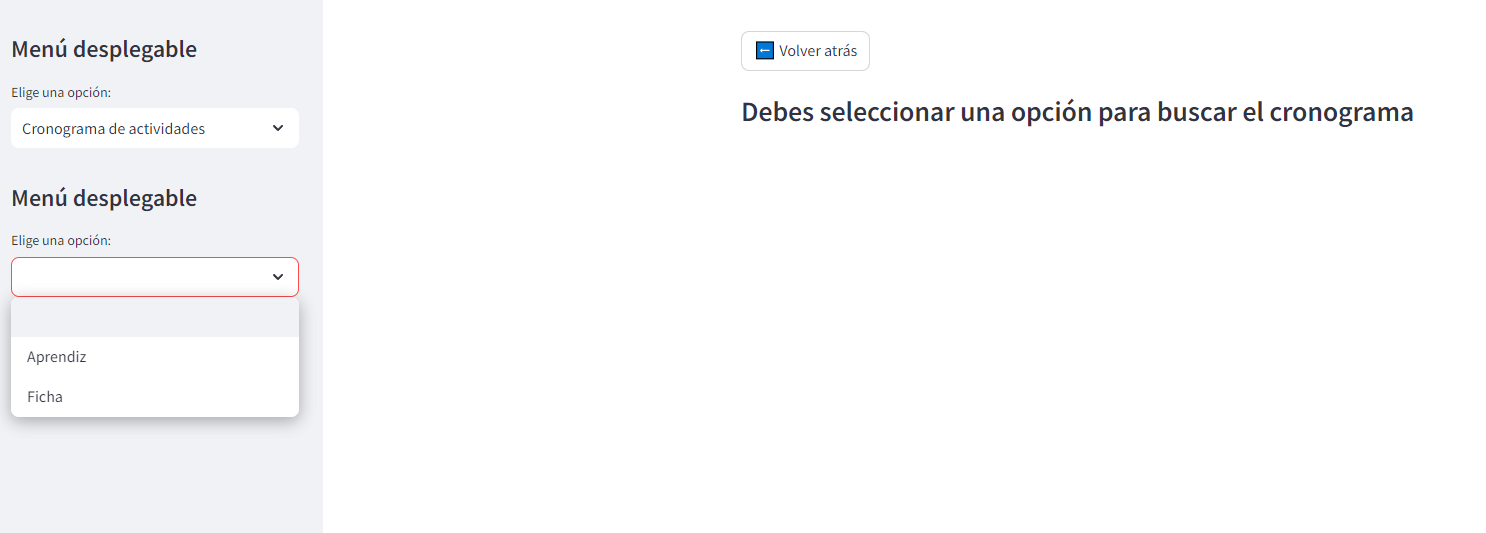 Menú desplegable
Elige una opción:
Cronograma de actividades
Menú desplegable
Elige una opción:
Aprendiz
Ficha
← Volver atrás
Debes seleccionar una opción para buscar el cronograma